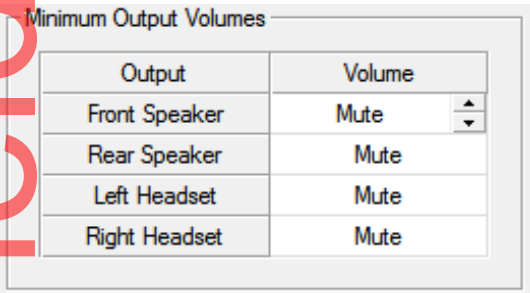 Minimum Output Volumes
Output Volume
Front Speaker Mute
Rear Speaker Mute
Left Headset Mute
Right Headset Mute